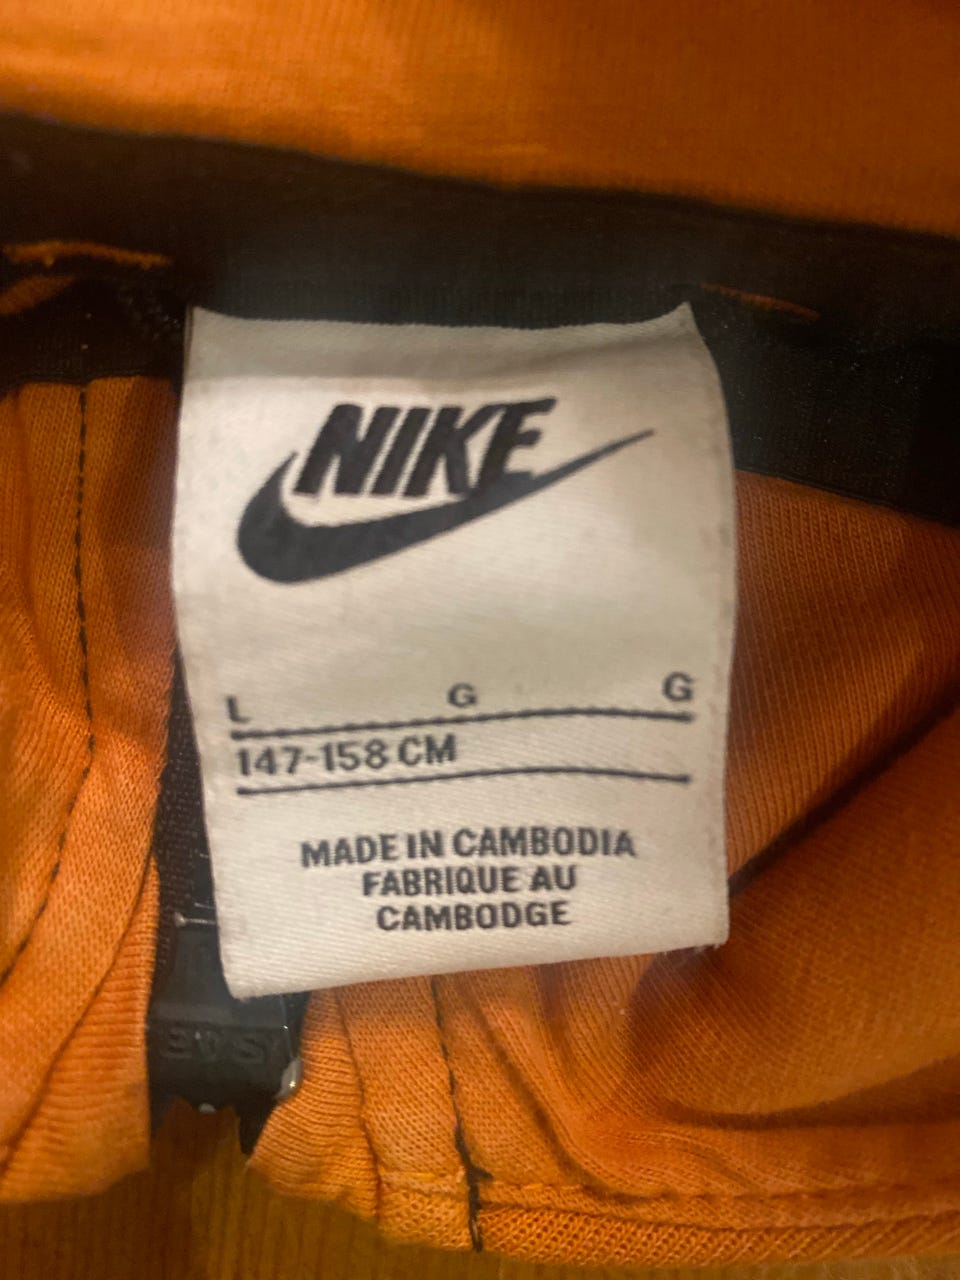 NIKE
L G G
147-158 CM
MADE IN CAMBODIA
FABRIQUE AU
CAMBODGE